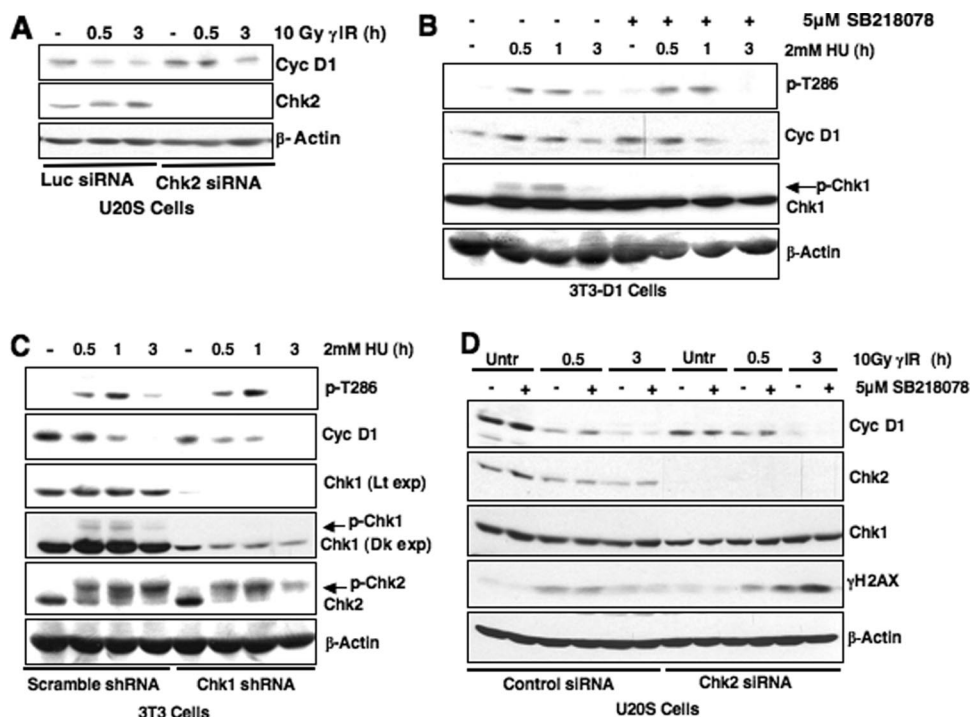 A
- 0.5 3 - 0.5 3 10 Gy γIR (h)
Cyc D1
Chk2
β-Actin
Luc siRNA Chk2 siRNA
U20S Cells
B
- - - - + + + + 5µM SB218078
- 0.5 1 3 - 0.5 1 3 2mM HU (h)
p-T286
Cyc D1
p-Chk1
Chk1
β-Actin
3T3-D1 Cells
C
- 0.5 1 3 - 0.5 1 3 2mM HU (h)
p-T286
Cyc D1
Chk1 (Lt exp)
p-Chk1
Chk1 (Dk exp)
p-Chk2
Chk2
β-Actin
Scramble shRNA Chk1 shRNA
3T3 Cells
D
Untr 0.5 3 Untr 0.5 3 10Gy γIR (h)
- + - + - + - + - + - + 5µM SB218078
Cyc D1
Chk2
Chk1
γH2AX
β-Actin
Control siRNA Chk2 siRNA
U20S Cells